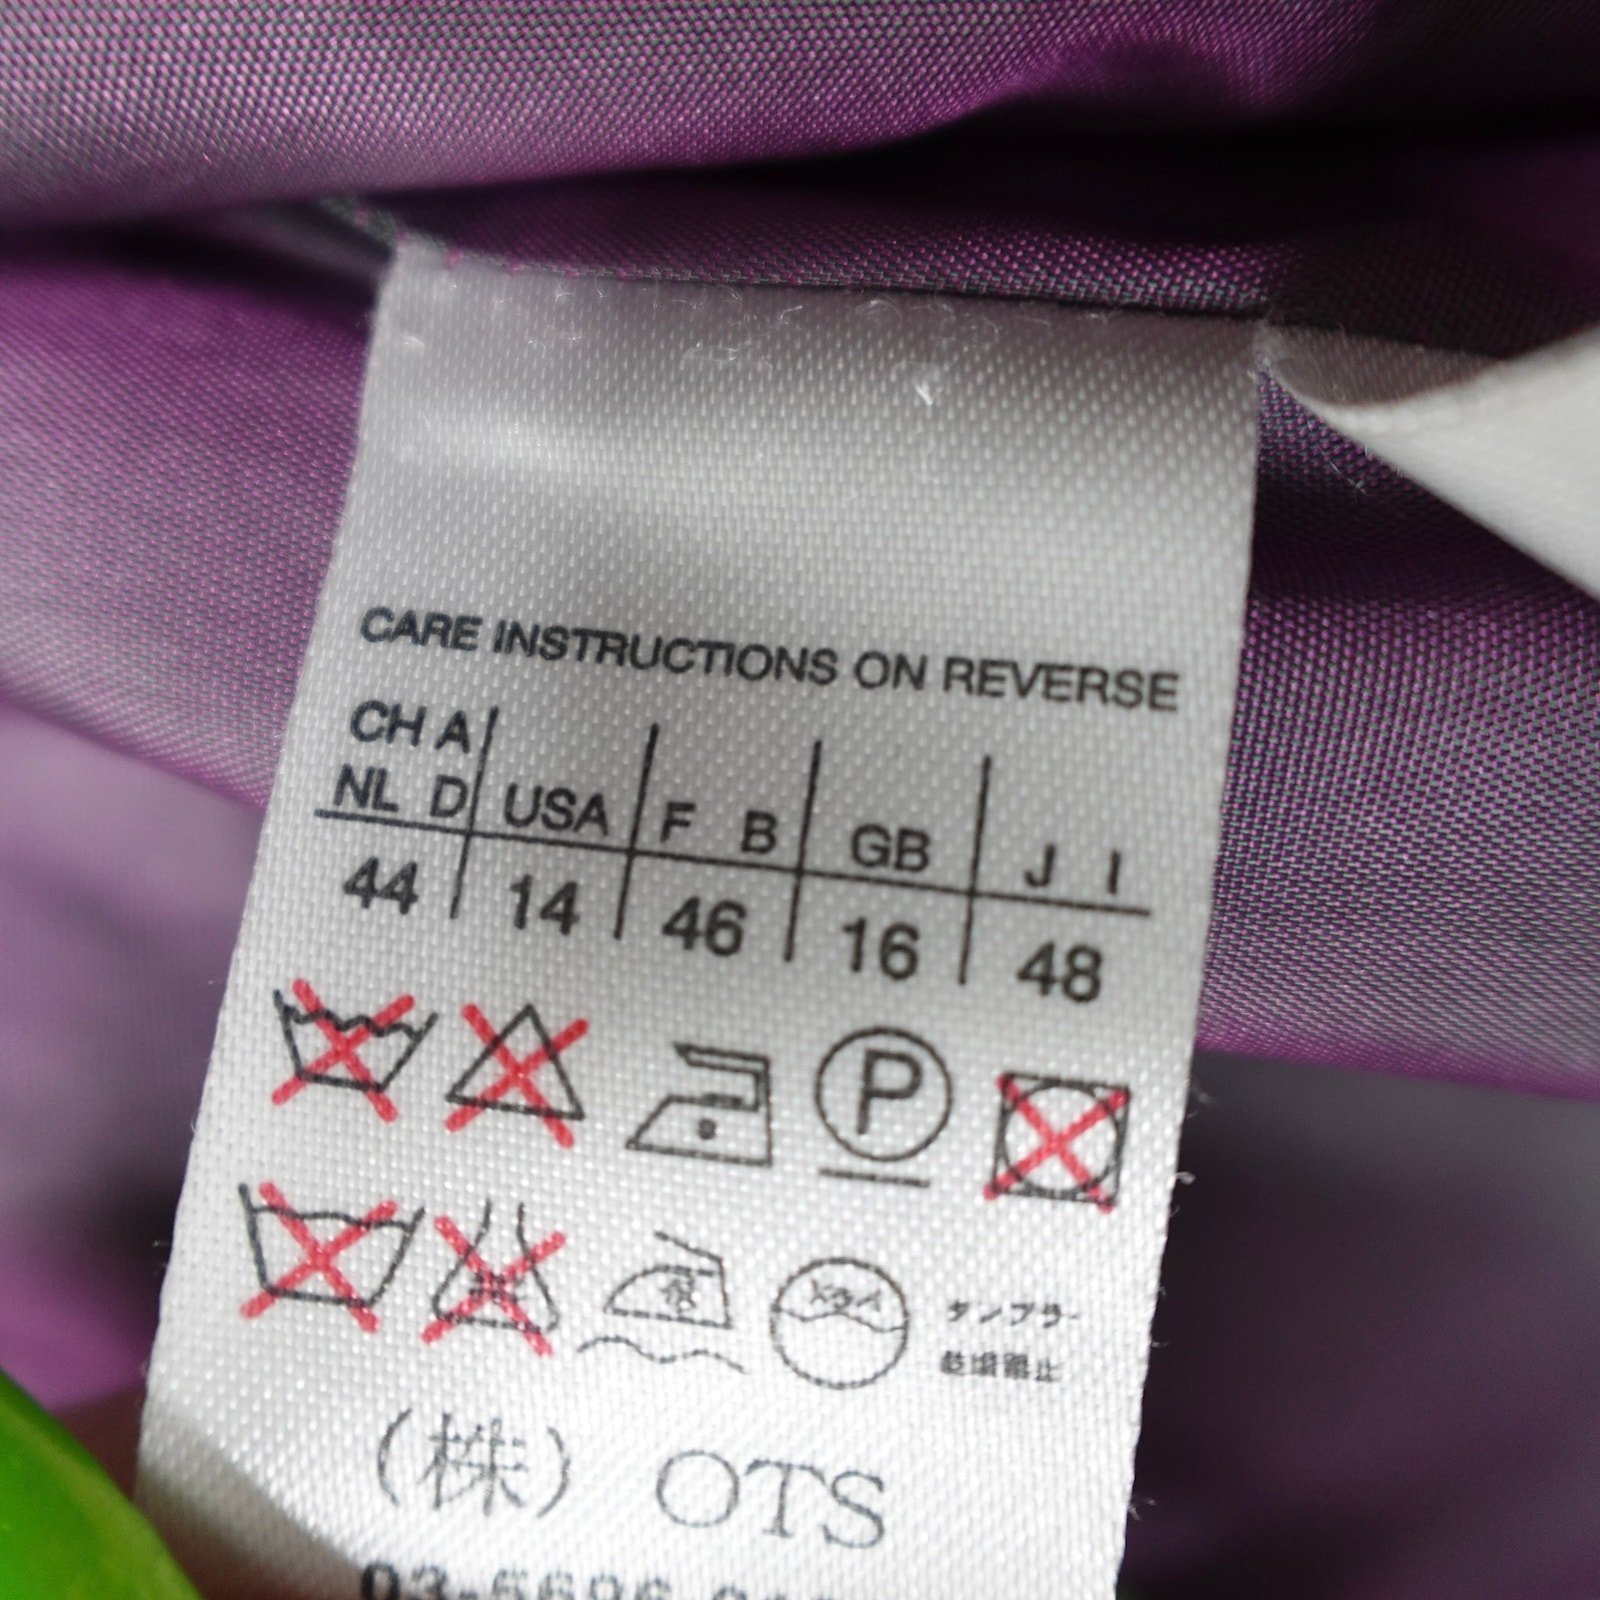 CARE INSTRUCTIONS ON REVERSE
CH A
NL D USA F B GB J I
44 14 46 16 48
P
タンブラー
乾燥禁止
(株) OTS